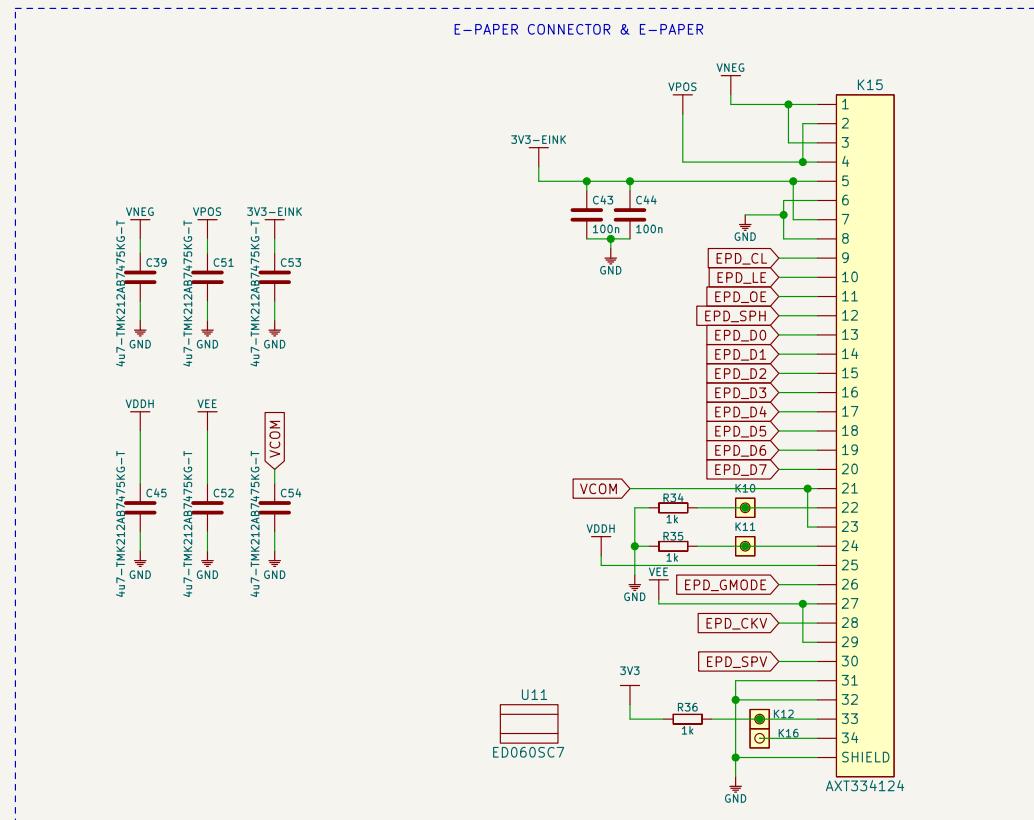 E-PAPER CONNECTOR & E-PAPER
VNEG
VPOS
3V3-EINK
C43
100n
C44
100n
GND
GND
K15
1
2
3
4
5
6
7
8
9
10
11
12
13
14
15
16
17
18
19
20
21
22
23
24
25
26
27
28
29
30
31
32
33
34
SHIELD
AXT334124
VNEG
4u7-TMK212AB7475KG-T
C39
GND
VPOS
4u7-TMK212AB7475KG-T
C51
GND
3V3-EINK
4u7-TMK212AB7475KG-T
C53
GND
VDDH
4u7-TMK212AB7475KG-T
C45
GND
VEE
4u7-TMK212AB7475KG-T
C52
GND
VCOM
4u7-TMK212AB7475KG-T
C54
GND
EPD_CL
EPD_LE
EPD_OE
EPD_SPH
EPD_D0
EPD_D1
EPD_D2
EPD_D3
EPD_D4
EPD_D5
EPD_D6
EPD_D7
VCOM
K10
R34
1k
K11
R35
1k
VDDH
GND
VEE
EPD_GMODE
EPD_CKV
EPD_SPV
3V3
R36
1k
K12
K16
GND
U11
ED060SC7